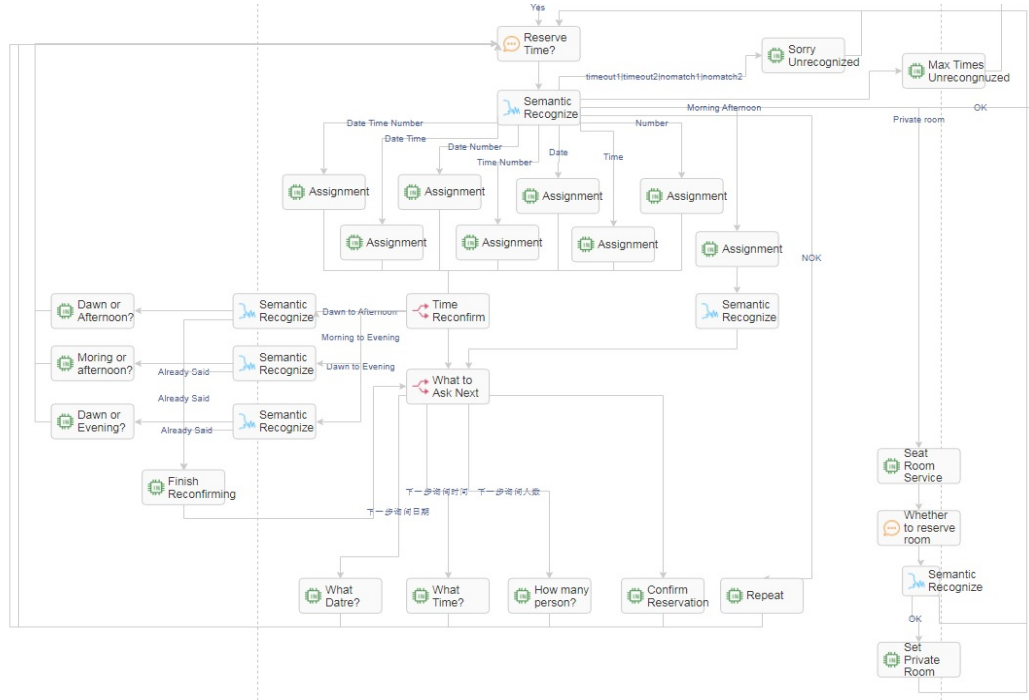 Yes
Reserve
Time?
Sorry
Unrecognized
Max Times
Unrecongnuzed
timeout1|timeout2|nomatch1|nomatch2
Semantic
Recognize
Morning Afternoon
OK
Private room
Date Time Number
Number
Date Time
Date Number
Date
Time
Time Number
Assignment
Assignment
Assignment
Assignment
Assignment
Assignment
Assignment
Assignment
NOK
Dawn or
Afternoon?
Semantic
Recognize
Dawn to Afternoon
Time
Reconfirm
Semantic
Recognize
Morning to Evening
Moring or
afternoon?
Already Said
Semantic
Recognize
Dawn to Evening
What to
Ask Next
Already Said
Dawn or
Evening?
Already Said
Semantic
Recognize
Seat
Room
Service
Finish
Reconfirming
下一步询问时间
下一步询问人数
下一步询问日期
Whether
to reserve
room
Semantic
Recognize
What
Datre?
What
Time?
How many
person?
Confirm
Reservation
Repeat
OK
Set
Private
Room